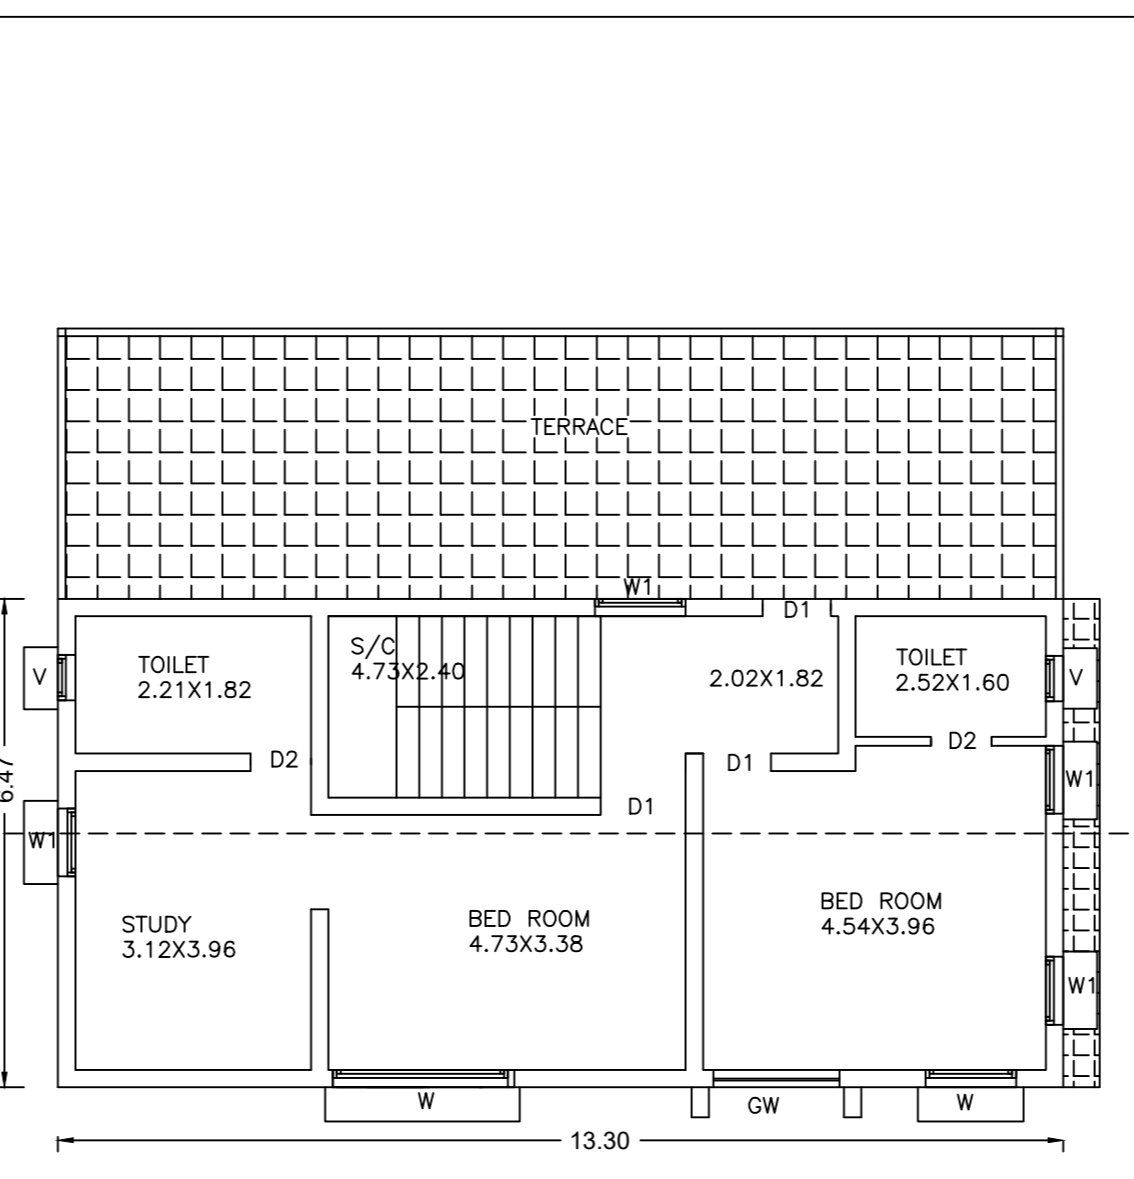 TERRACE
W1
D1
S/C
4.73X2.40
TOILET
2.21X1.82
V
2.02X1.82
TOILET
2.52X1.60
V
D2
D2
D1
W1
D1
6.47
W1
STUDY
3.12X3.96
BED ROOM
4.73X3.38
BED ROOM
4.54X3.96
W1
W
GW
W
13.30